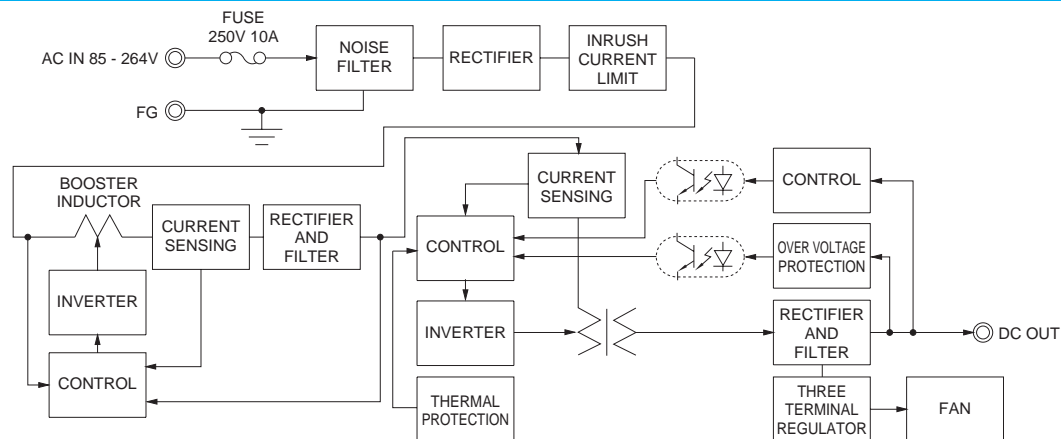 FUSE
250V 10A
AC IN 85 - 264V
NOISE
FILTER
RECTIFIER
INRUSH
CURRENT
LIMIT
FG
BOOSTER
INDUCTOR
CURRENT
SENSING
RECTIFIER
AND
FILTER
INVERTER
CONTROL
CURRENT
SENSING
CONTROL
INVERTER
THERMAL
PROTECTION
CONTROL
OVER VOLTAGE
PROTECTION
RECTIFIER
AND
FILTER
DC OUT
THREE
TERMINAL
REGULATOR
FAN